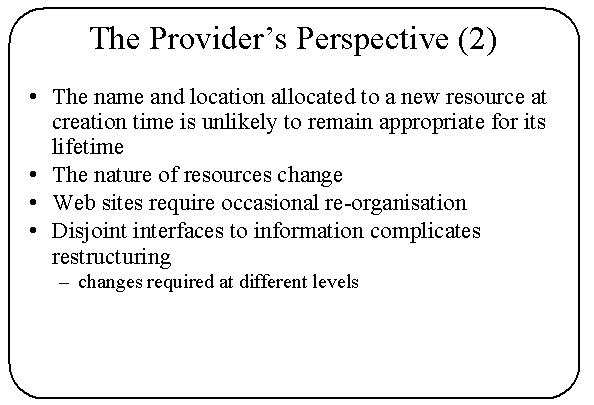 The Provider's Perspective (2)
• The name and location allocated to a new resource at
creation time is unlikely to remain appropriate for its
lifetime
• The nature of resources change
• Web sites require occasional re-organisation
• Disjoint interfaces to information complicates
restructuring
– changes required at different levels